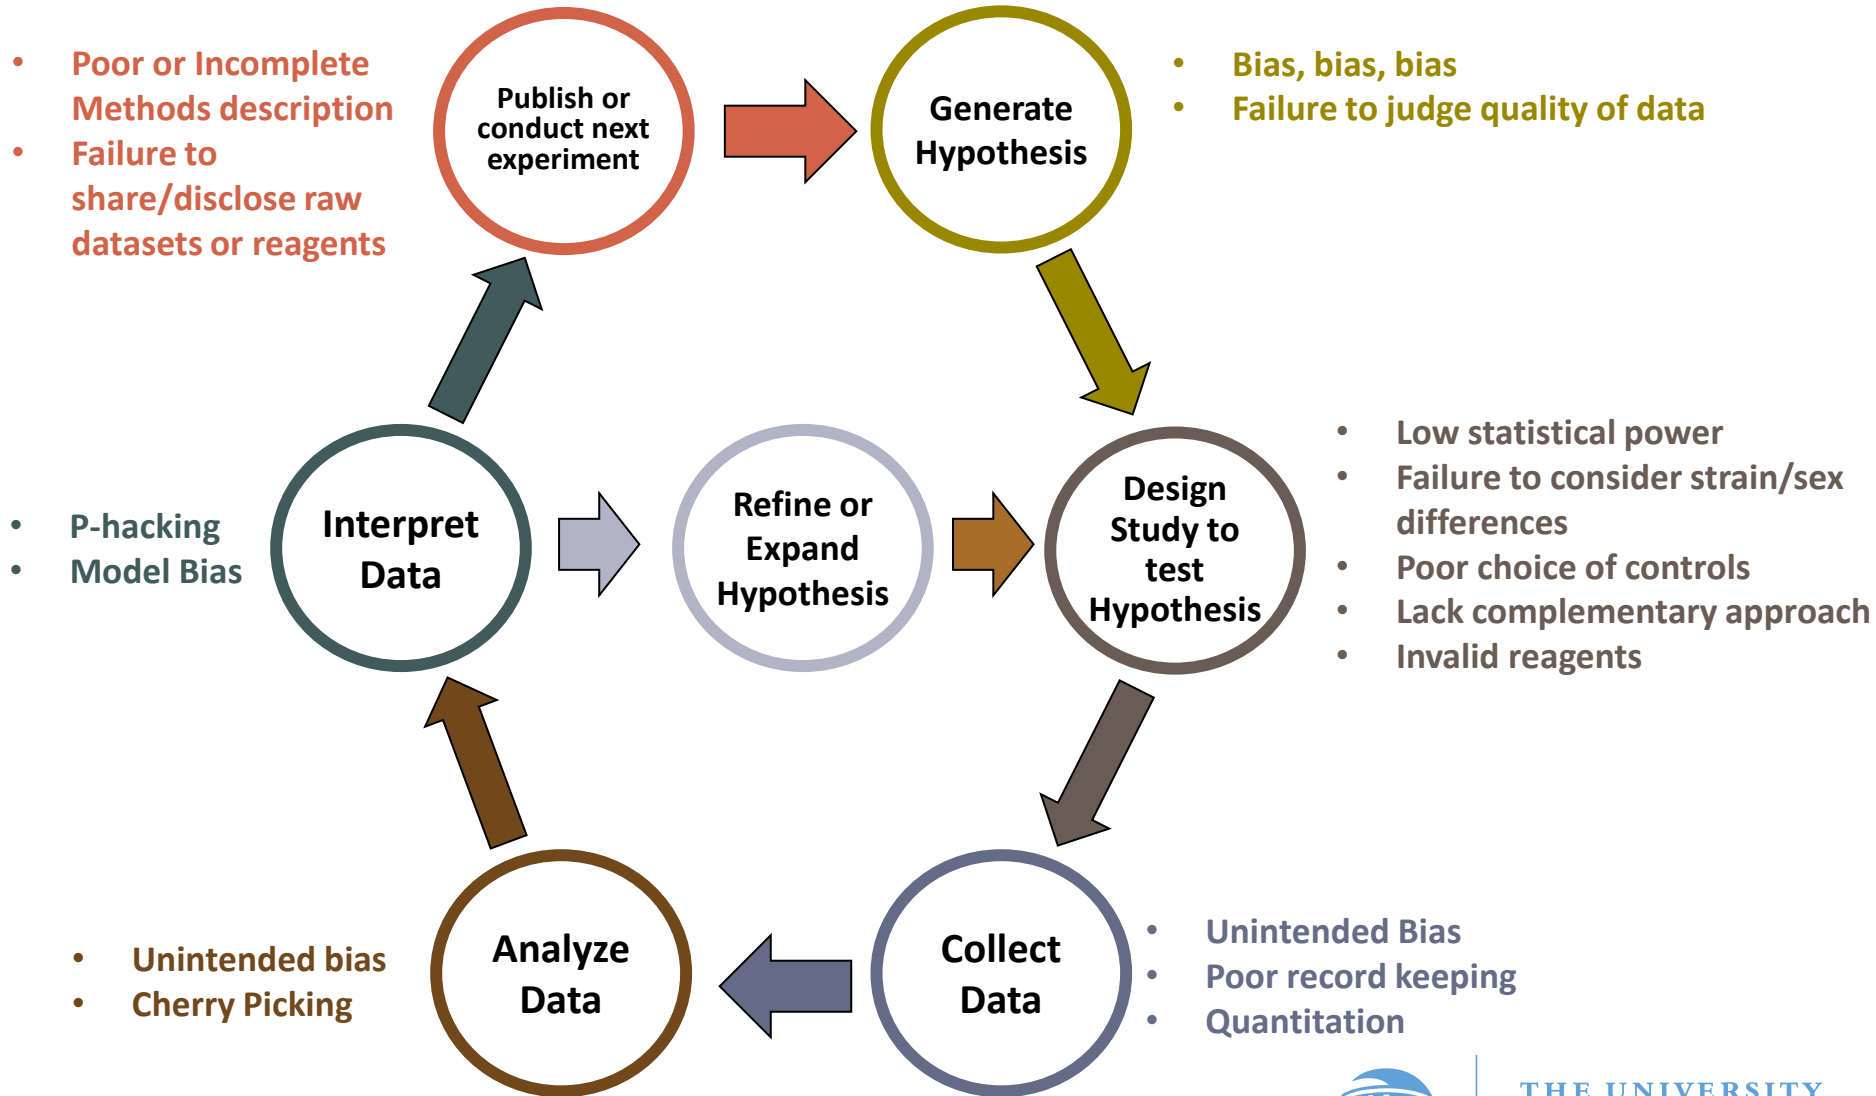 • Poor or Incomplete
Methods description
• Failure to
share/disclose raw
datasets or reagents
Publish or
conduct next
experiment
Generate
Hypothesis
• Bias, bias, bias
• Failure to judge quality of data
• P-hacking
• Model Bias
Interpret
Data
Refine or
Expand
Hypothesis
Design
Study to
test
Hypothesis
• Low statistical power
• Failure to consider strain/sex
differences
• Poor choice of controls
• Lack complementary approach
• Invalid reagents
• Unintended bias
• Cherry Picking
Analyze
Data
Collect
Data
• Unintended Bias
• Poor record keeping
• Quantitation
THE UNIVERSITY